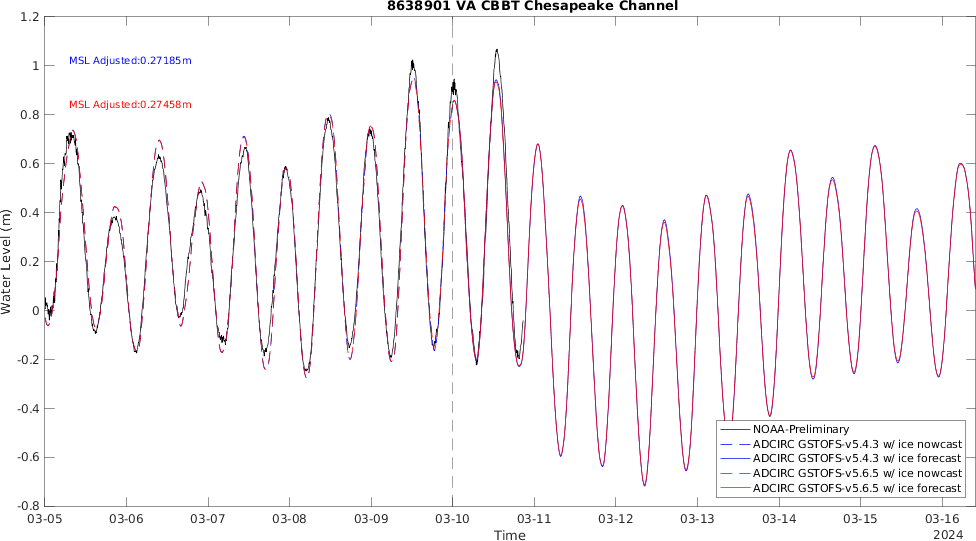 8638901 VA CBBT Chesapeake Channel
1.2
1
0.8
0.6
0.4
0.2
0
-0.2
-0.4
-0.6
-0.8
Water Level (m)
MSL Adjusted:0.27185m
MSL Adjusted:0.27458m
NOAA-Preliminary
ADCIRC GSTOFS-v5.4.3 w/ ice nowcast
ADCIRC GSTOFS-v5.4.3 w/ ice forecast
ADCIRC GSTOFS-v5.6.5 w/ ice nowcast
ADCIRC GSTOFS-v5.6.5 w/ ice forecast
03-05 03-06 03-07 03-08 03-09 03-10 03-11 03-12 03-13 03-14 03-15 03-16
Time
2024